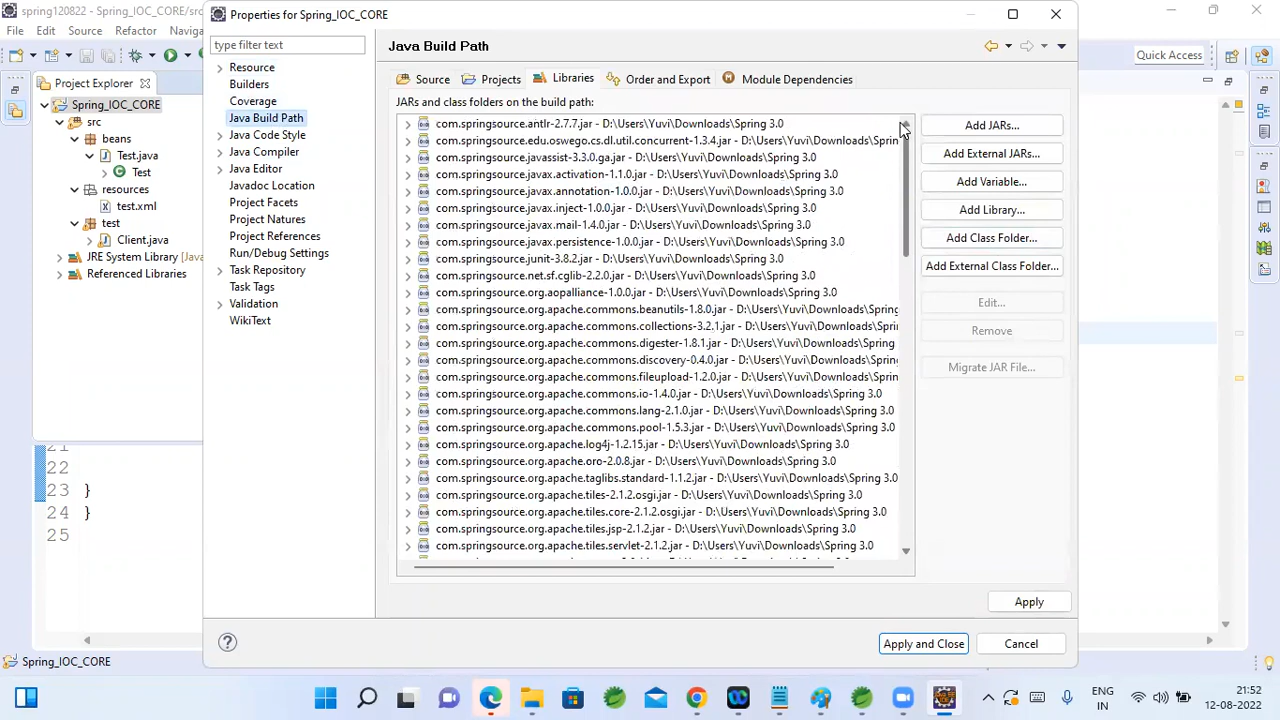 spring120822 - Spring_IOC_CORE/src
Properties for Spring_IOC_CORE
File Edit Source Refactor Naviga
type filter text
Java Build Path
Quick Access
Project Explorer
Spring_IOC_CORE
src
beans
Test.java
Test
resources
test.xml
test
Client.java
JRE System Library [Ja
Referenced Libraries
Resource
Builders
Coverage
Java Build Path
Java Code Style
Java Compiler
Java Editor
Javadoc Location
Project Facets
Project Natures
Project References
Run/Debug Settings
Task Repository
Task Tags
Validation
WikiText
Source Projects Libraries Order and Export Module Dependencies
JARs and class folders on the build path:
com.springsource.antlr-2.7.7.jar - D:\Users\Yuvi\Downloads\Spring 3.0
com.springsource.edu.oswego.cs.dl.util.concurrent-1.3.4.jar - D:\Users\Yuvi\Downloads\Sprin
com.springsource.javassist-3.3.0.ga.jar - D:\Users\Yuvi\Downloads\Spring 3.0
com.springsource.javax.activation-1.1.0.jar - D:\Users\Yuvi\Downloads\Spring 3.0
com.springsource.javax.annotation-1.0.0.jar - D:\Users\Yuvi\Downloads\Spring 3.0
com.springsource.javax.inject-1.0.0.jar - D:\Users\Yuvi\Downloads\Spring 3.0
com.springsource.javax.mail-1.4.0.jar - D:\Users\Yuvi\Downloads\Spring 3.0
com.springsource.javax.persistence-1.0.0.jar - D:\Users\Yuvi\Downloads\Spring 3.0
com.springsource.junit-3.8.2.jar - D:\Users\Yuvi\Downloads\Spring 3.0
com.springsource.net.sf.cglib-2.2.0.jar - D:\Users\Yuvi\Downloads\Spring 3.0
com.springsource.org.aopalliance-1.0.0.jar - D:\Users\Yuvi\Downloads\Spring 3.0
com.springsource.org.apache.commons.beanutils-1.8.0.jar - D:\Users\Yuvi\Downloads\Spring
com.springsource.org.apache.commons.collections-3.2.1.jar - D:\Users\Yuvi\Downloads\Sprin
com.springsource.org.apache.commons.digester-1.8.1.jar - D:\Users\Yuvi\Downloads\Spring
com.springsource.org.apache.commons.discovery-0.4.0.jar - D:\Users\Yuvi\Downloads\Spring
com.springsource.org.apache.commons.fileupload-1.2.0.jar - D:\Users\Yuvi\Downloads\Sprin
com.springsource.org.apache.commons.io-1.4.0.jar - D:\Users\Yuvi\Downloads\Spring 3.0
com.springsource.org.apache.commons.lang-2.1.0.jar - D:\Users\Yuvi\Downloads\Spring 3.0
com.springsource.org.apache.commons.pool-1.5.3.jar - D:\Users\Yuvi\Downloads\Spring 3.0
com.springsource.org.apache.log4j-1.2.15.jar - D:\Users\Yuvi\Downloads\Spring 3.0
com.springsource.org.apache.oro-2.0.8.jar - D:\Users\Yuvi\Downloads\Spring 3.0
com.springsource.org.apache.taglibs.standard-1.1.2.jar - D:\Users\Yuvi\Downloads\Spring 3.0
com.springsource.org.apache.tiles-2.1.2.osgi.jar - D:\Users\Yuvi\Downloads\Spring 3.0
com.springsource.org.apache.tiles.core-2.1.2.osgi.jar - D:\Users\Yuvi\Downloads\Spring 3.0
com.springsource.org.apache.tiles.jsp-2.1.2.jar - D:\Users\Yuvi\Downloads\Spring 3.0
com.springsource.org.apache.tiles.servlet-2.1.2.jar - D:\Users\Yuvi\Downloads\Spring 3.0
Add JARs...
Add External JARs...
Add Variable...
Add Library...
Add Class Folder...
Add External Class Folder...
Edit...
Remove
Migrate JAR File...
21
22
23 }
24 }
25
Apply
Apply and Close Cancel
Spring_IOC_CORE
ENG
IN
21:52
12-08-2022